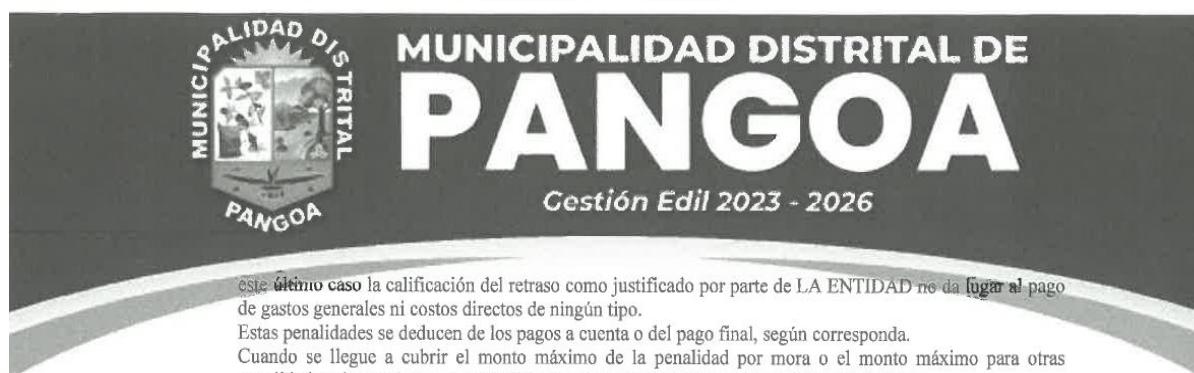 MUNICIPALIDAD DISTRITAL
PANGOA
MUNICIPALIDAD DISTRITAL DE
PANGOA
Gestión Edil 2023 - 2026
este último caso la calificación del retraso como justificado por parte de LA ENTIDAD no da lugar al pago
de gastos generales ni costos directos de ningún tipo.
Estas penalidades se deducen de los pagos a cuenta o del pago final, según corresponda.
Cuando se llegue a cubrir el monto máximo de la penalidad por mora o el monto máximo para otras